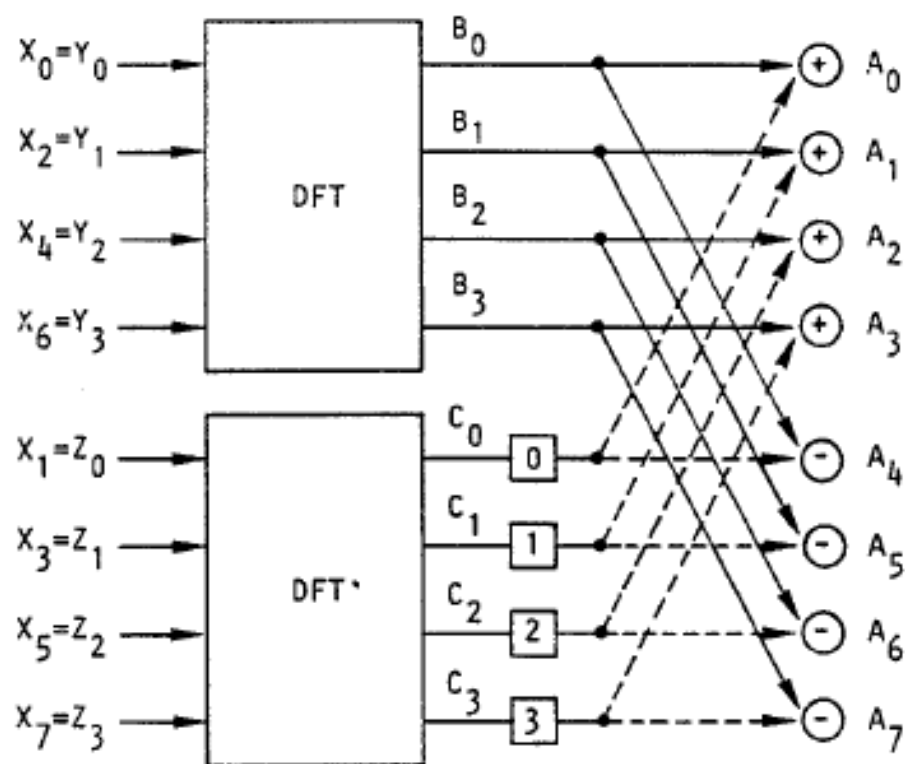 X₀=Y₀ B₀ + A₀
X₂=Y₁ B₁ + A₁
DFT
X₄=Y₂ B₂ + A₂
X₆=Y₃ B₃ + A₃
X₁=Z₀ C₀ 0 − A₄
X₃=Z₁ C₁ 1 − A₅
DFT
X₅=Z₂ C₂ 2 − A₆
X₇=Z₃ C₃ 3 − A₇